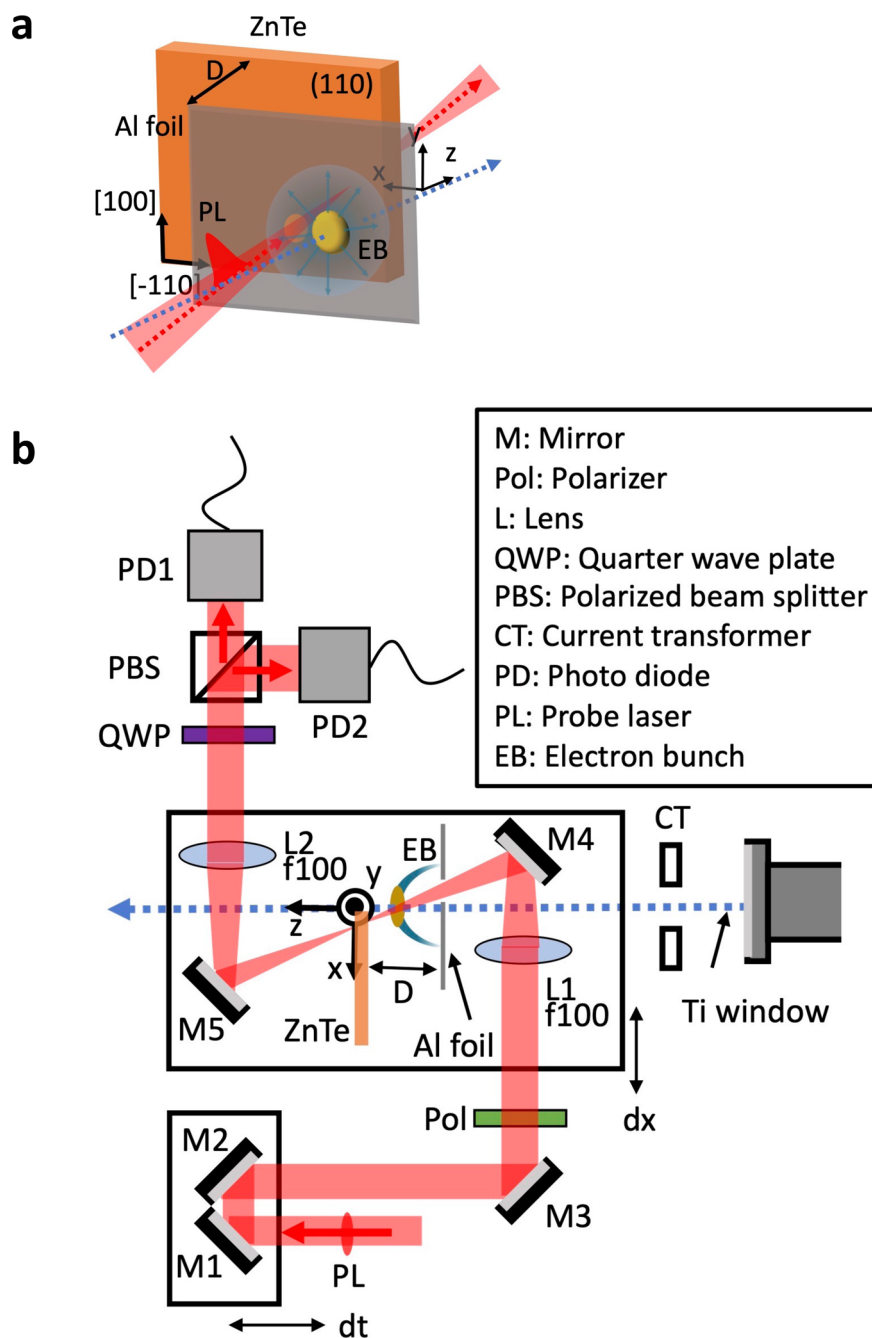 a
ZnTe
D
(110)
Al foil
y
z
x
[100]
PL
EB
[-110]
b
M: Mirror
Pol: Polarizer
L: Lens
QWP: Quarter wave plate
PBS: Polarized beam splitter
CT: Current transformer
PD: Photo diode
PL: Probe laser
EB: Electron bunch
PD1
PBS
PD2
QWP
CT
L2
f100
EB
M4
y
z
x
D
L1
f100
M5
ZnTe
Al foil
Ti window
Pol
dx
M2
M3
M1
PL
dt